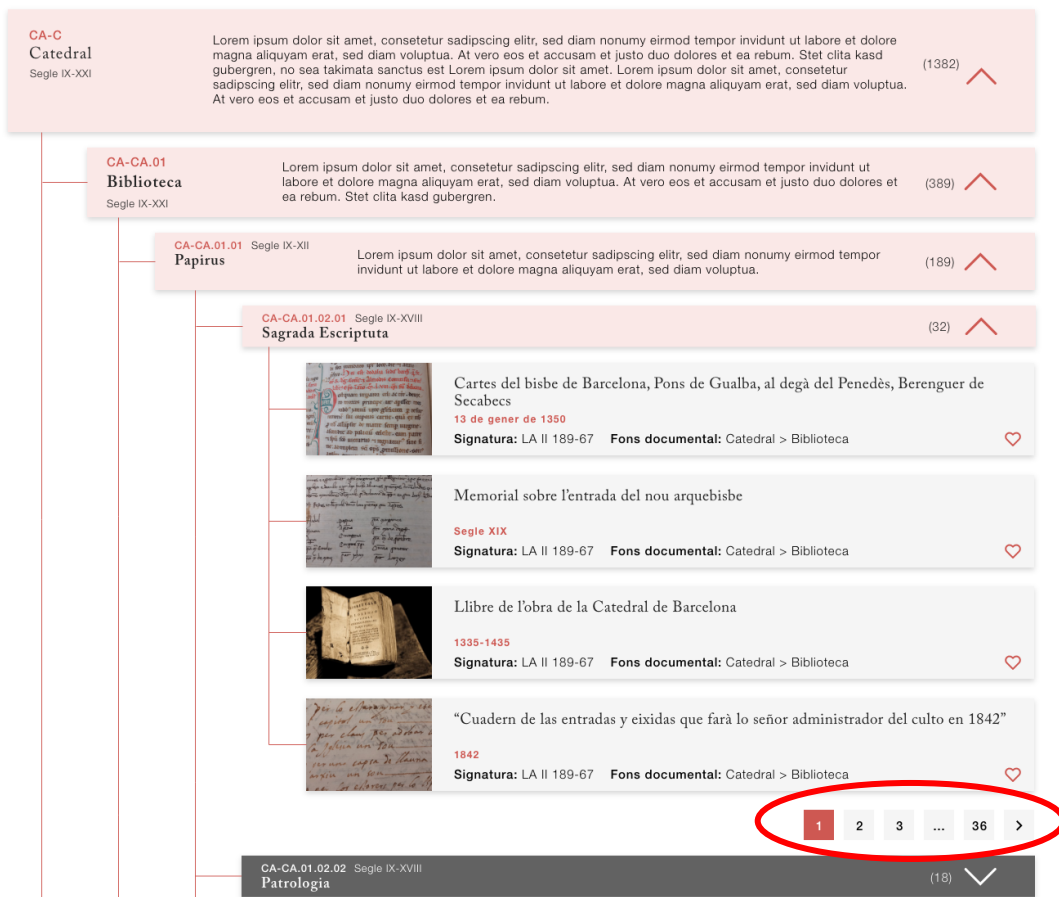 CA-C
Catedral
Segle IX-XXI
Lorem ipsum dolor sit amet, consetetur sadipscing elitr, sed diam nonumy eirmod tempor invidunt ut labore et dolore
magna aliquyam erat, sed diam voluptua. At vero eos et accusam et justo duo dolores et ea rebum. Stet clita kasd
gubergren, no sea takimata sanctus est Lorem ipsum dolor sit amet. Lorem ipsum dolor sit amet, consetetur
sadipscing elitr, sed diam nonumy eirmod tempor invidunt ut labore et dolore magna aliquyam erat, sed diam voluptua.
At vero eos et accusam et justo duo dolores et ea rebum.
(1382)
CA-CA.01
Biblioteca
Segle IX-XXI
Lorem ipsum dolor sit amet, consetetur sadipscing elitr, sed diam nonumy eirmod tempor invidunt ut
labore et dolore magna aliquyam erat, sed diam voluptua. At vero eos et accusam et justo duo dolores et
ea rebum. Stet clita kasd gubergren.
(389)
CA-CA.01.01 Segle IX-XII
Papirus
Lorem ipsum dolor sit amet, consetetur sadipscing elitr, sed diam nonumy eirmod tempor
invidunt ut labore et dolore magna aliquyam erat, sed diam voluptua.
(189)
CA-CA.01.02.01 Segle IX-XVIII
Sagrada Escriptuta
(32)
Cartes del bisbe de Barcelona, Pons de Gualba, al degà del Penedès, Berenguer de
Secabecs
13 de gener de 1350
Signatura: LA II 189-67 Fons documental: Catedral > Biblioteca
Memorial sobre l’entrada del nou arquebisbe
Segle XIX
Signatura: LA II 189-67 Fons documental: Catedral > Biblioteca
Llibre de l’obra de la Catedral de Barcelona
1335-1435
Signatura: LA II 189-67 Fons documental: Catedral > Biblioteca
“Cuadern de las entradas y eixidas que farà lo señor administrador del culto en 1842”
1842
Signatura: LA II 189-67 Fons documental: Catedral > Biblioteca
1 2 3 ... 36 >
CA-CA.01.02.02 Segle IX-XVIII
Patrologia
(18)